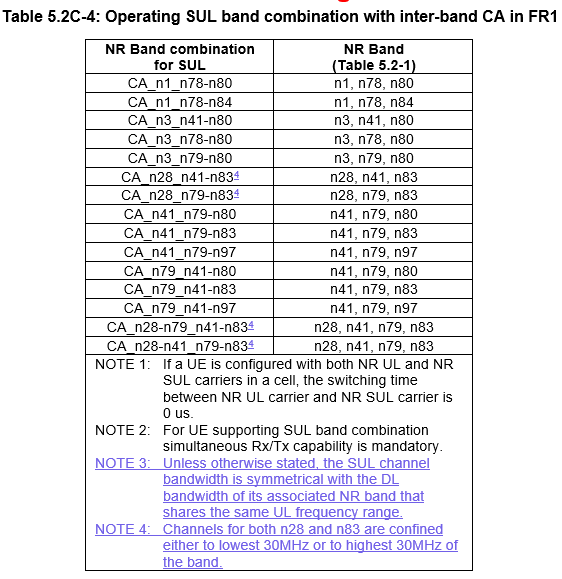 Table 5.2C-4: Operating SUL band combination with inter-band CA in FR1
NR Band combination for SUL NR Band (Table 5.2-1)
CA_n1_n78-n80 n1, n78, n80
CA_n1_n78-n84 n1, n78, n84
CA_n3_n41-n80 n3, n41, n80
CA_n3_n78-n80 n3, n78, n80
CA_n3_n79-n80 n3, n79, n80
CA_n28_n41-n83⁴ n28, n41, n83
CA_n28_n79-n83⁴ n28, n79, n83
CA_n41_n79-n80 n41, n79, n80
CA_n41_n79-n83 n41, n79, n83
CA_n41_n79-n97 n41, n79, n97
CA_n79_n41-n80 n41, n79, n80
CA_n79_n41-n83 n41, n79, n83
CA_n79_n41-n97 n41, n79, n97
CA_n28-n79_n41-n83⁴ n28, n41, n79, n83
CA_n28-n41_n79-n83⁴ n28, n41, n79, n83
NOTE 1: If a UE is configured with both NR UL and NR
SUL carriers in a cell, the switching time
between NR UL carrier and NR SUL carrier is
0 us.
NOTE 2: For UE supporting SUL band combination
simultaneous Rx/Tx capability is mandatory.
NOTE 3: Unless otherwise stated, the SUL channel
bandwidth is symmetrical with the DL
bandwidth of its associated NR band that
shares the same UL frequency range.
NOTE 4: Channels for both n28 and n83 are confined
either to lowest 30MHz or to highest 30MHz of
the band.